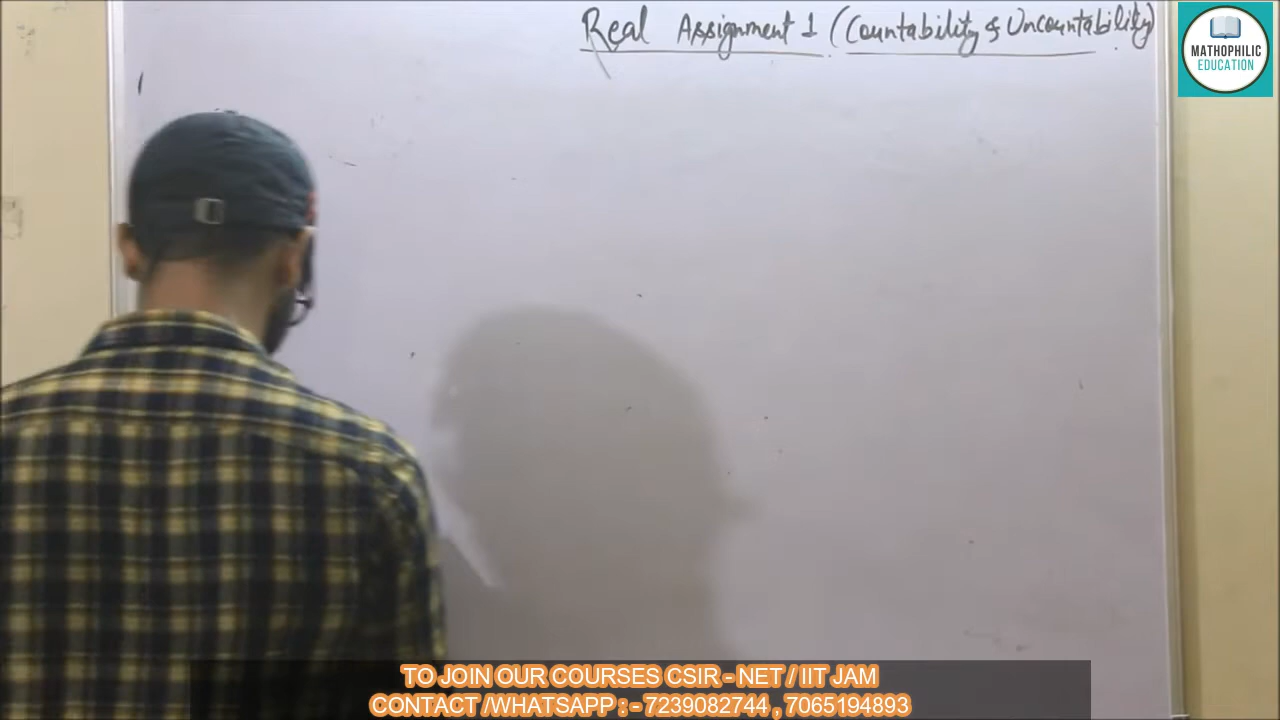 Real Assignment 1 (Countability & Uncountability)
MATHOPHILIC
EDUCATION
TO JOIN OUR COURSES CSIR - NET / IIT JAM
CONTACT /WHATSAPP : - 7239082744 , 7065194893